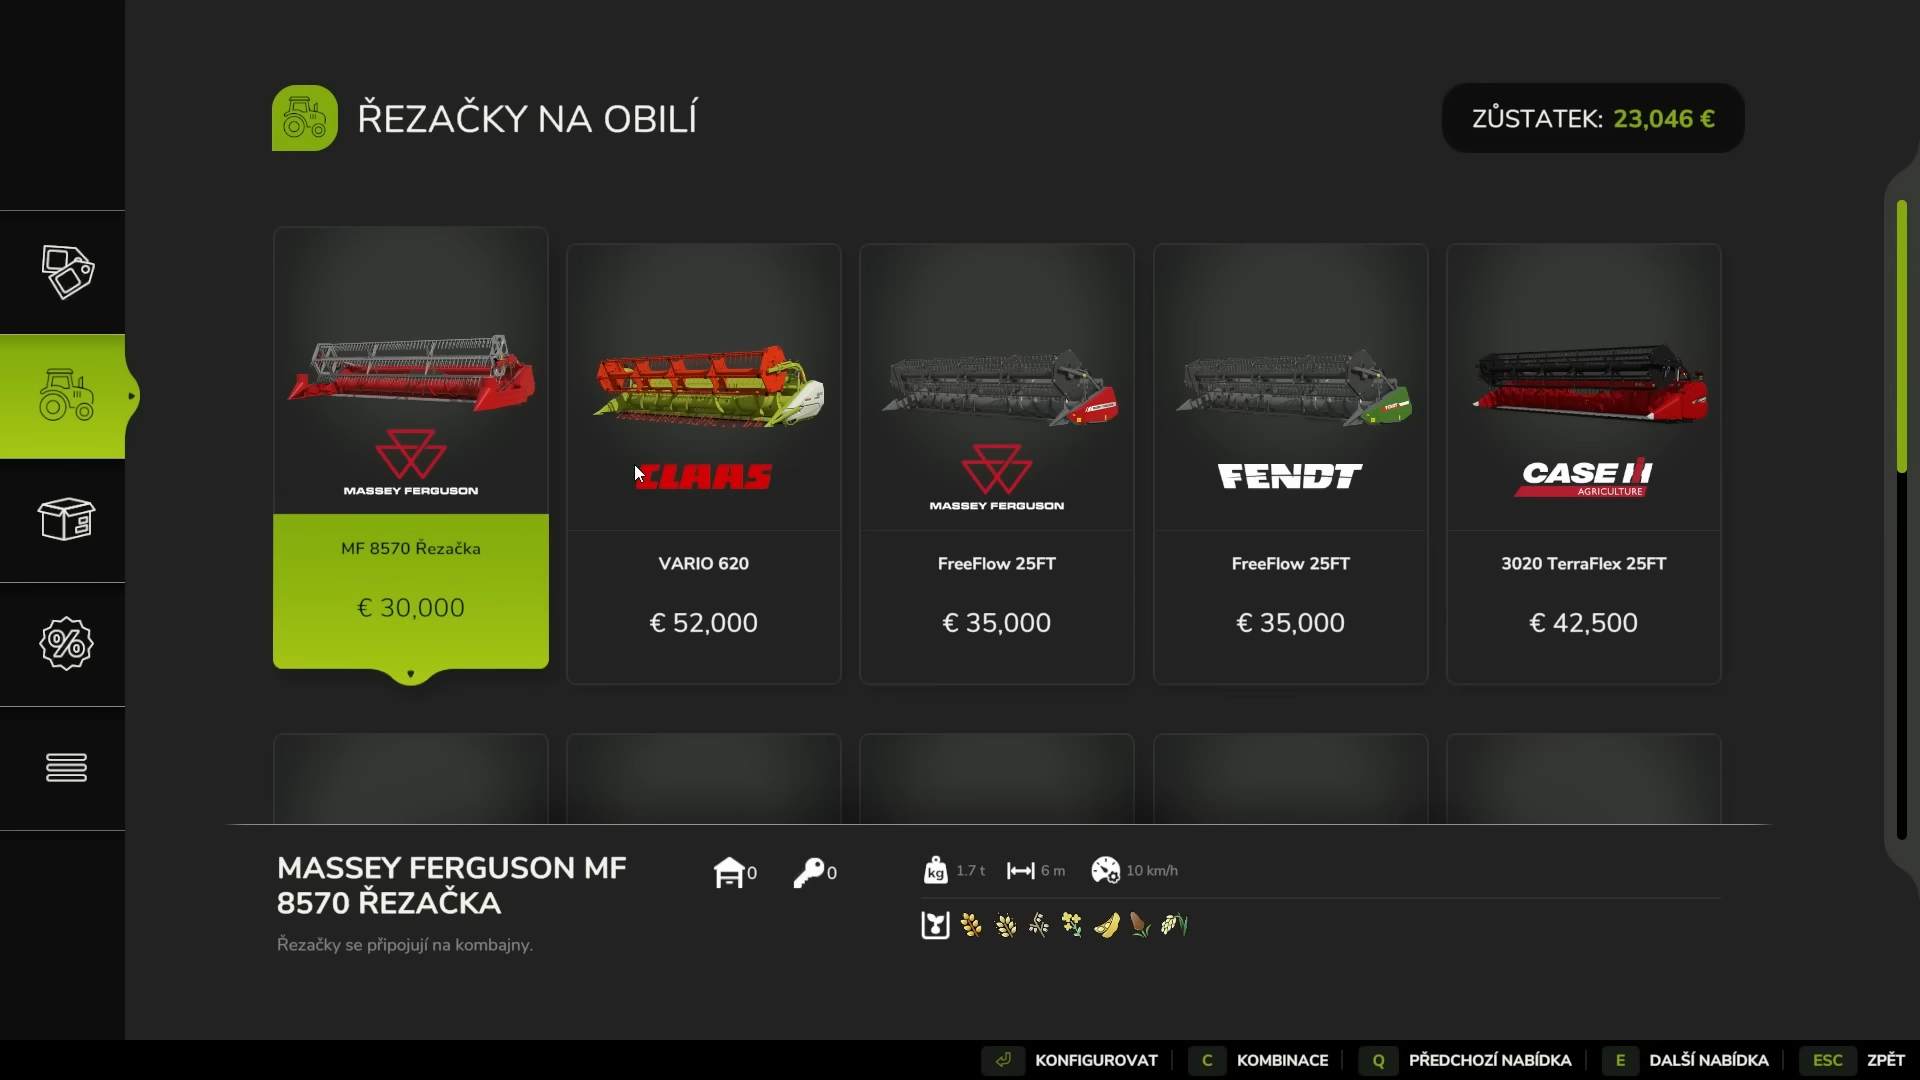 ŘEZAČKY NA OBILÍ
ZŮSTATEK: 23,046 €
MASSEY FERGUSON
CLAAS
MASSEY FERGUSON
FENDT
CASE IH
AGRICULTURE
MF 8570 Řezačka
€ 30,000
VARIO 620
€ 52,000
FreeFlow 25FT
€ 35,000
FreeFlow 25FT
€ 35,000
3020 TerraFlex 25FT
€ 42,500
MASSEY FERGUSON MF
8570 ŘEZAČKA
Řezačky se připojují na kombajny.
0
0
kg 1.7 t
6 m
10 km/h
KONFIGUROVAT
C KOMBINACE
Q PŘEDCHOZÍ NABÍDKA
E DALŠÍ NABÍDKA
ESC ZPĚT